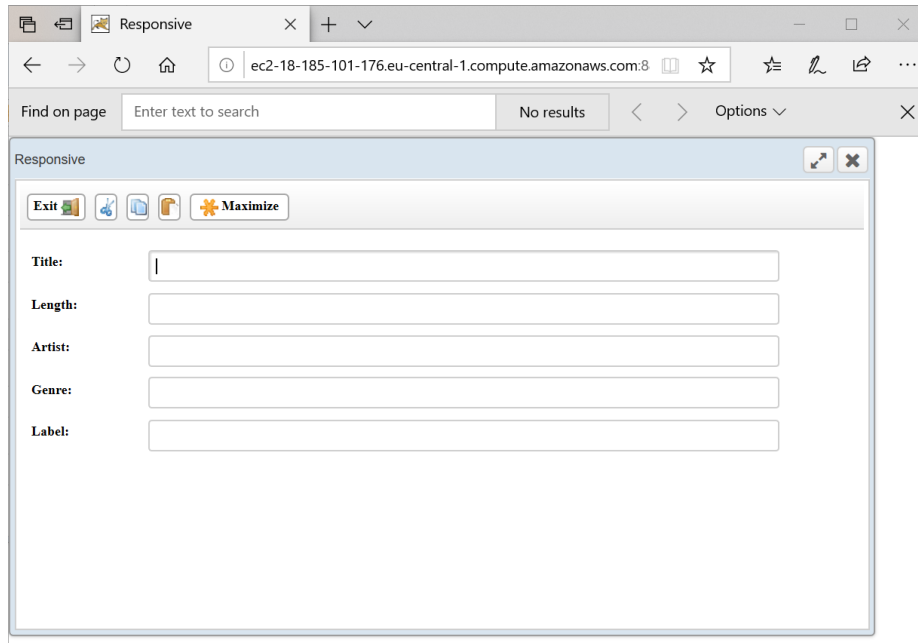 Responsive
ec2-18-185-101-176.eu-central-1.compute.amazonaws.com:8
Find on page Enter text to search No results Options
Responsive
Exit Maximize
Title:
Length:
Artist:
Genre:
Label: